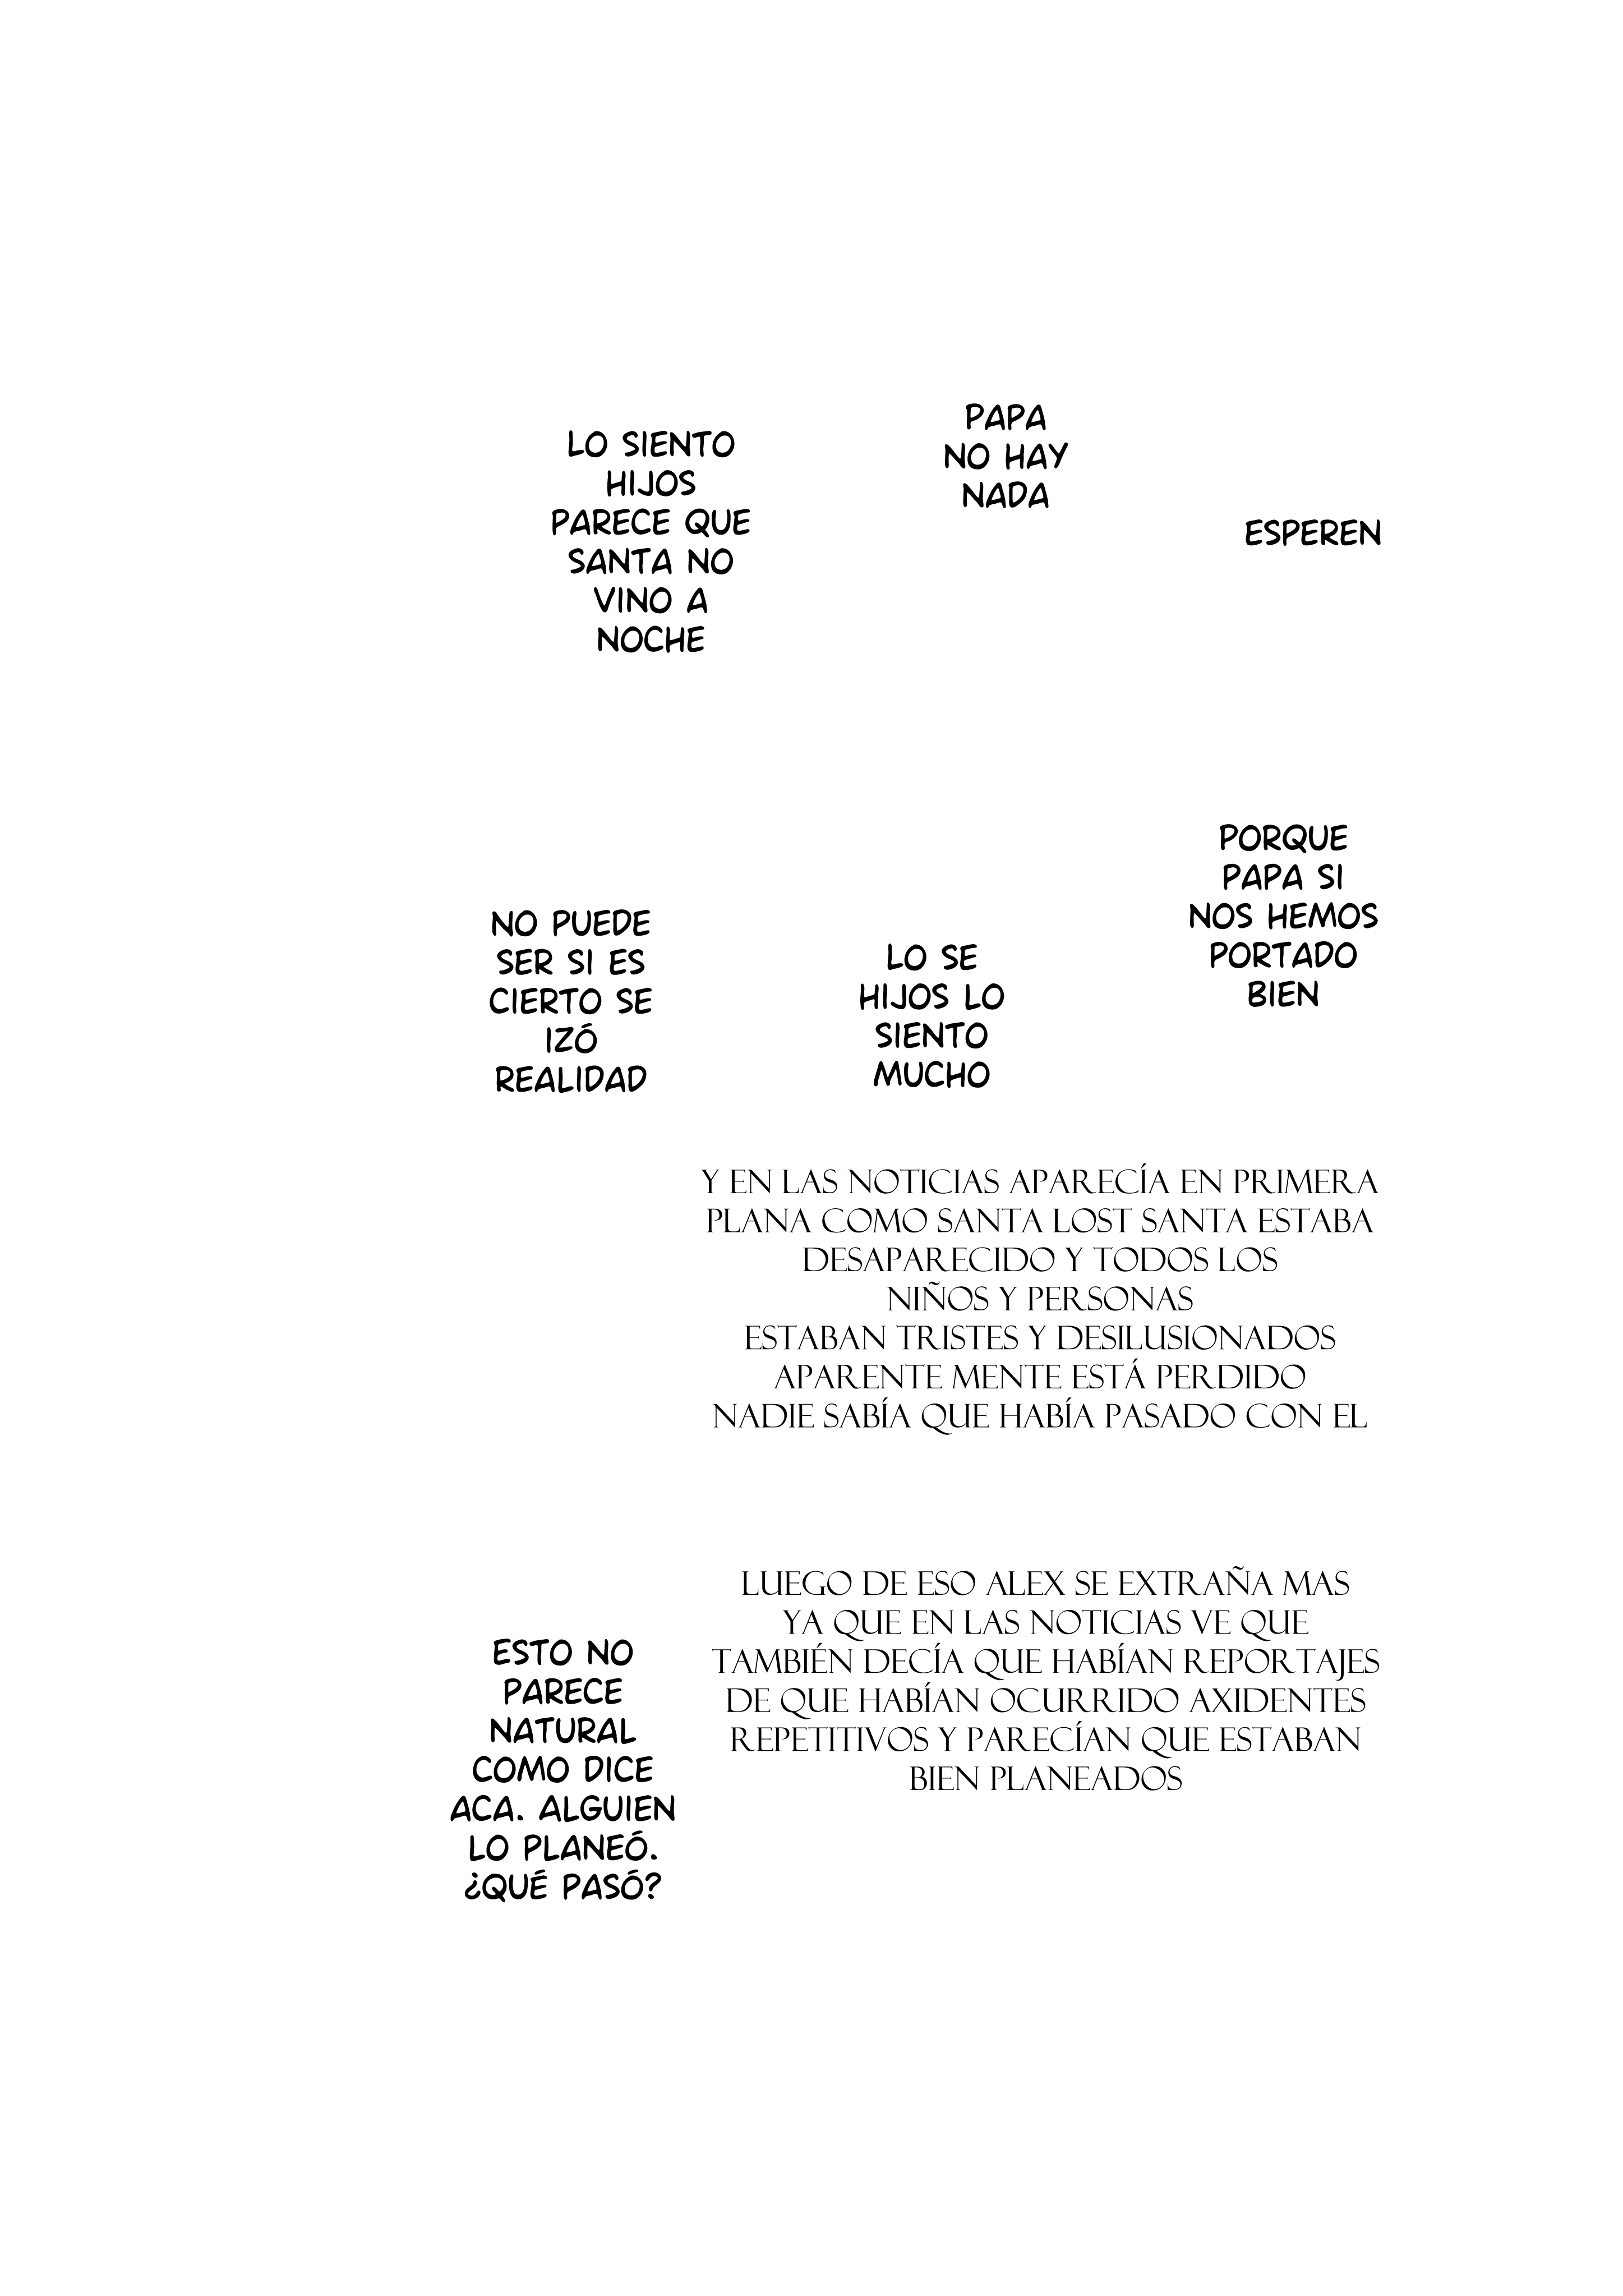 ESPEREN
PAPA
NO HAY
NADA
LO SIENTO
HIJOS
PARECE QUE
SANTA NO
VINO A
NOCHE
PORQUE
PAPA SI
NOS HEMOS
PORTADO
BIEN
LO SE
HIJOS LO
SIENTO
MUCHO
NO PUEDE
SER SI ES
CIERTO SE
IZÓ
REALIDAD
Y EN LAS NOTICIAS APARECÍA EN PRIMERA
PLANA COMO SANTA LOST SANTA ESTABA
DESAPARECIDO Y TODOS LOS
NIÑOS Y PERSONAS
ESTABAN TRISTES Y DESILUSIONADOS
APARENTE MENTE ESTÁ PERDIDO
NADIE SABÍA QUE HABÍA PASADO CON EL
LUEGO DE ESO ALEX SE EXTRAÑA MAS
YA QUE EN LAS NOTICIAS VE QUE
TAMBIÉN DECÍA QUE HABÍAN REPORTAJES
DE QUE HABÍAN OCURRIDO AXIDENTES
REPETITIVOS Y PARECÍAN QUE ESTABAN
BIEN PLANEADOS
ESTO NO
PARECE
NATURAL
COMO DICE
ACA. ALGUIEN
LO PLANEÓ.
¿QUÉ PASÓ?